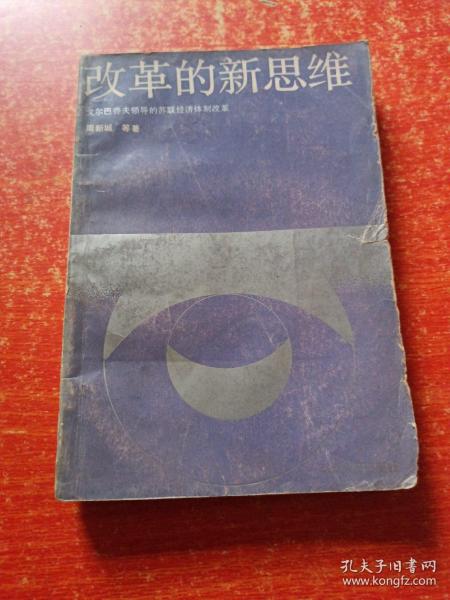 改革的新思维
戈尔巴乔夫领导的苏联经济体制改革
周新城 等著
孔夫子旧书网
www.kongfz.com